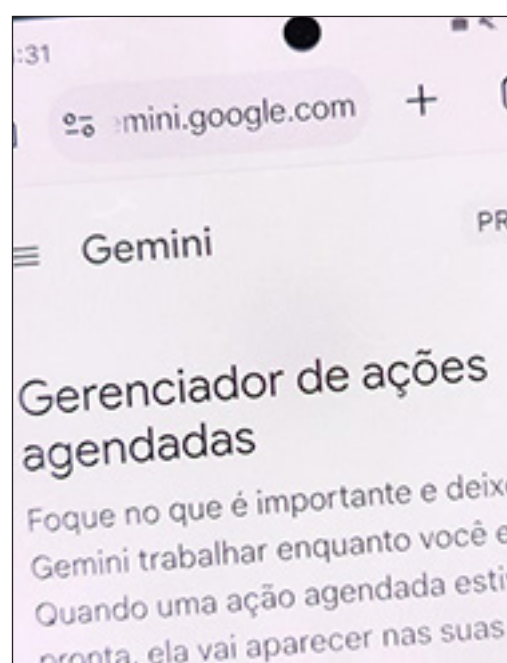 :31
mini.google.com
Gemini
PR
Gerenciador de ações
agendadas
Foque no que é importante e deix
Gemini trabalhar enquanto você e
Quando uma ação agendada esti
pronta, ela vai aparecer nas suas